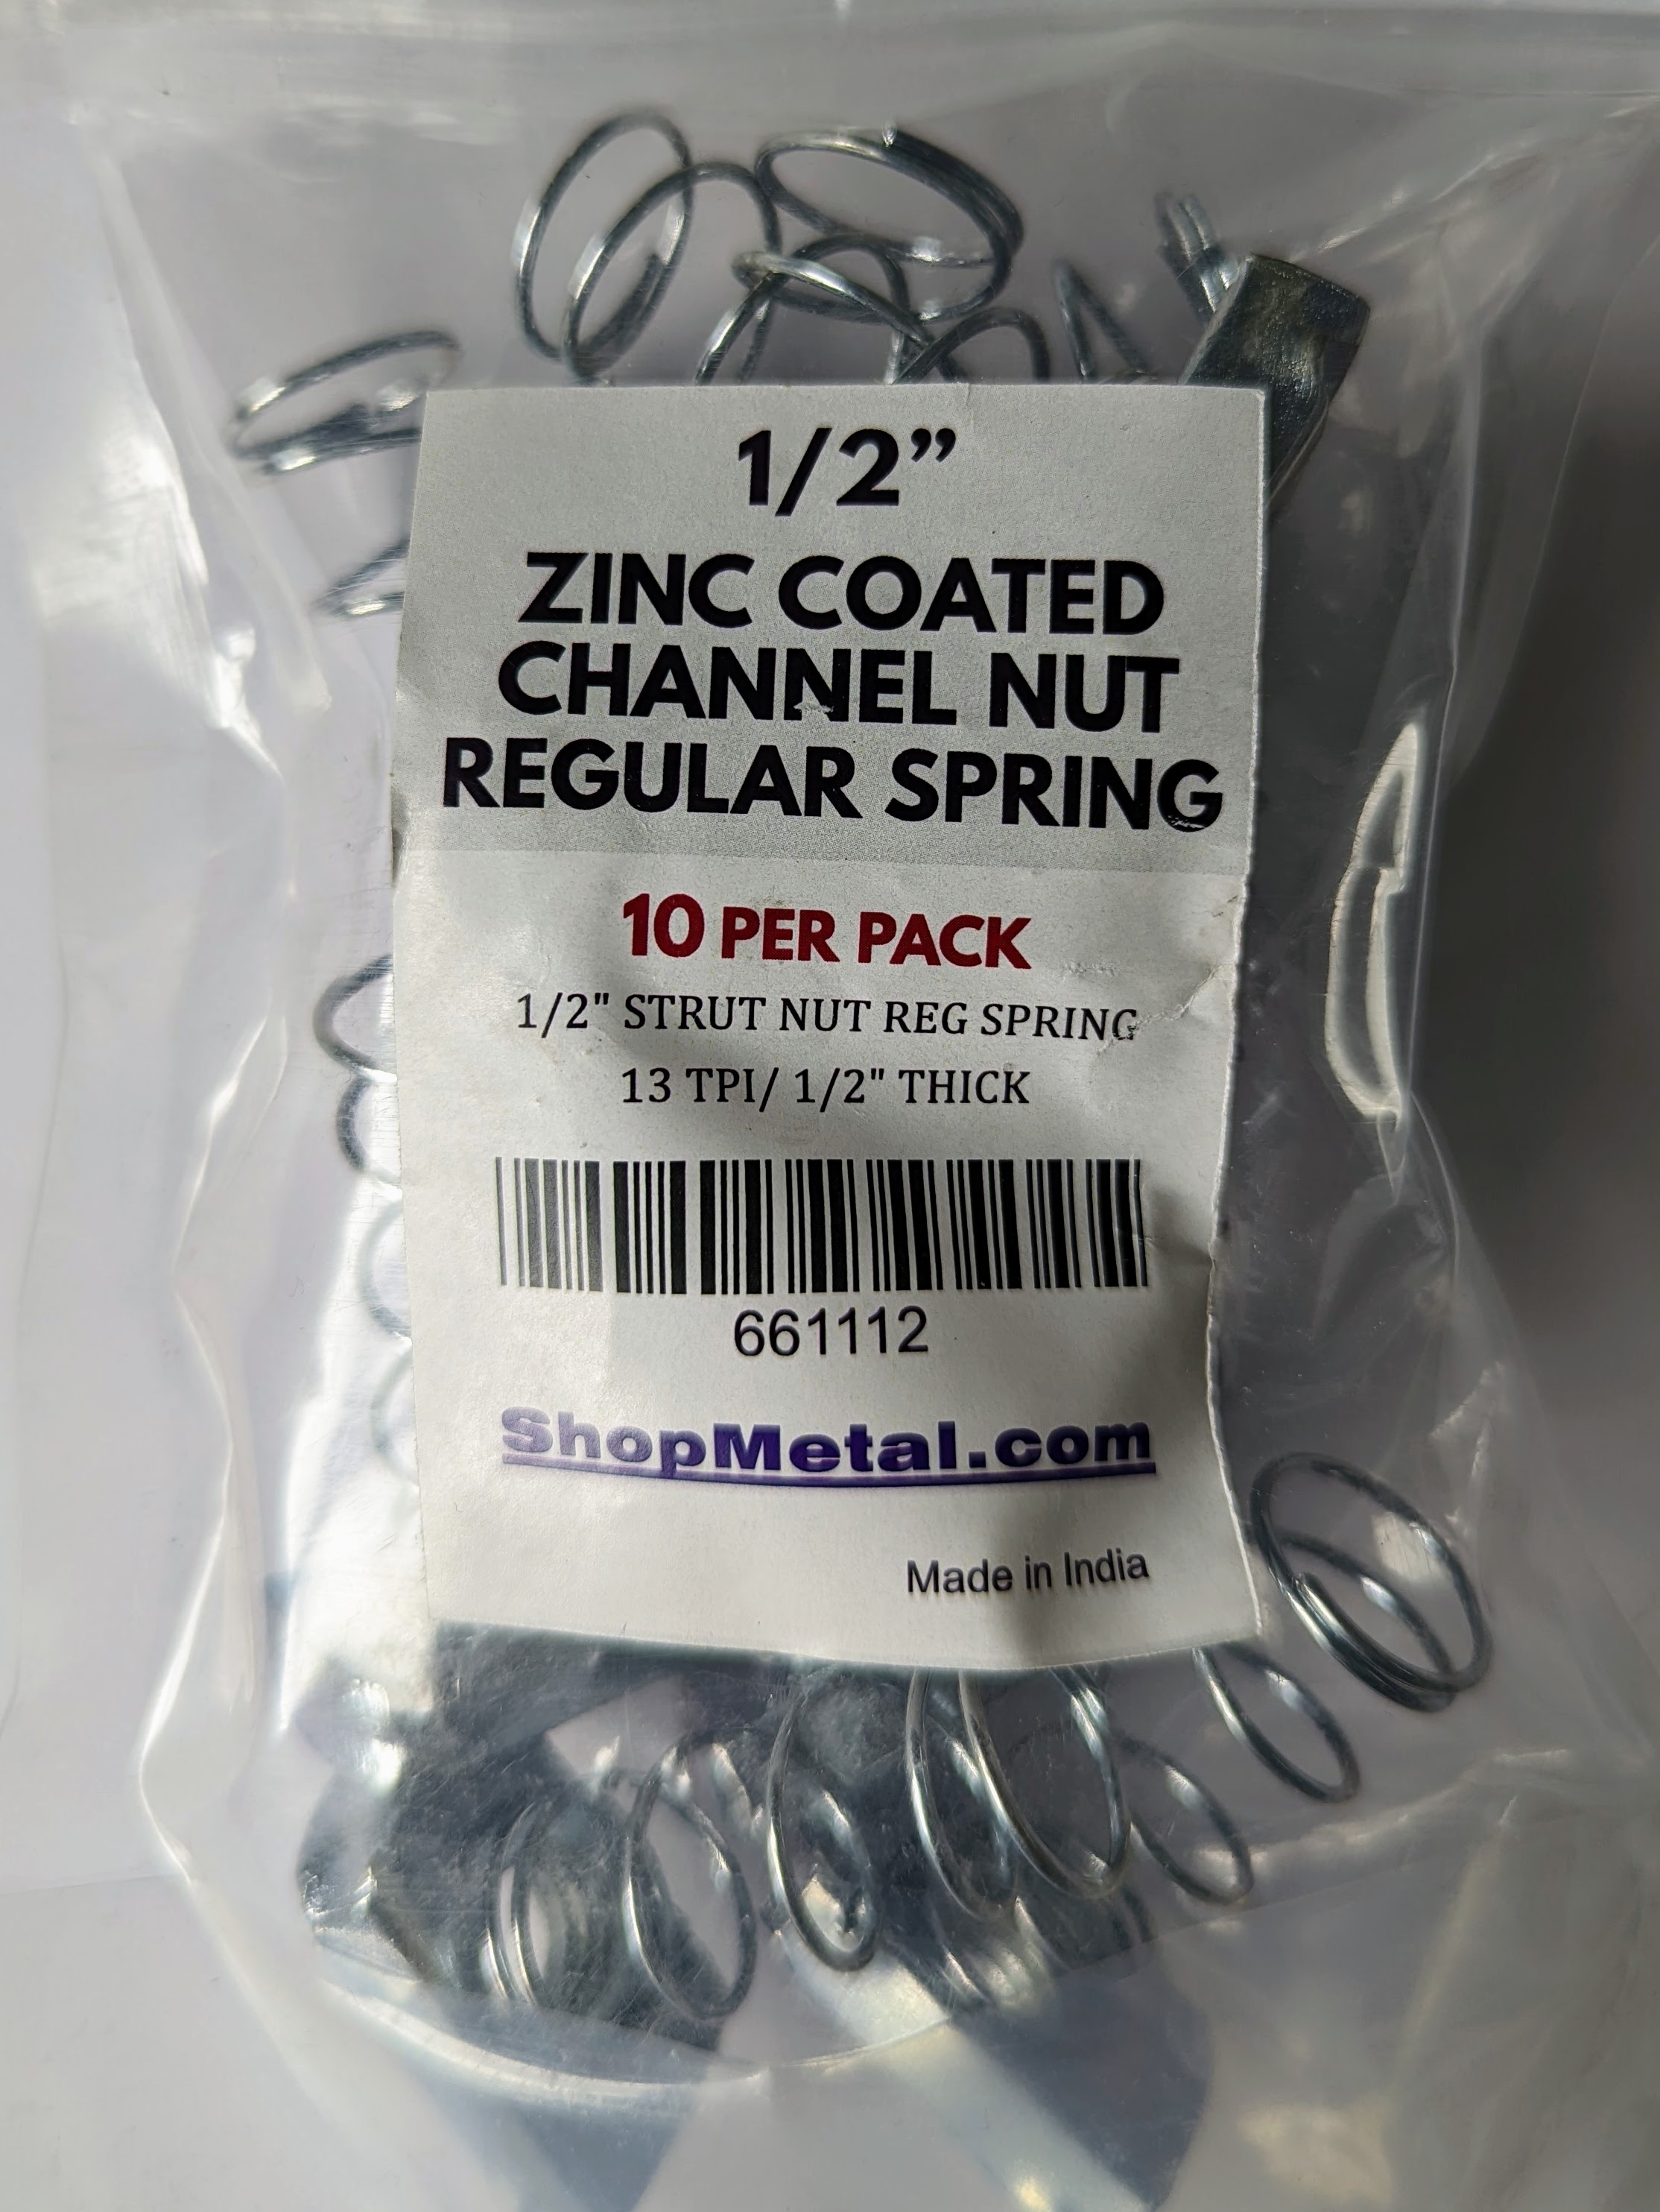 1/2”
ZINC COATED
CHANNEL NUT
REGULAR SPRING
10 PER PACK
1/2" STRUT NUT REG SPRING
13 TPI/ 1/2" THICK
661112
ShopMetal.com
Made in India